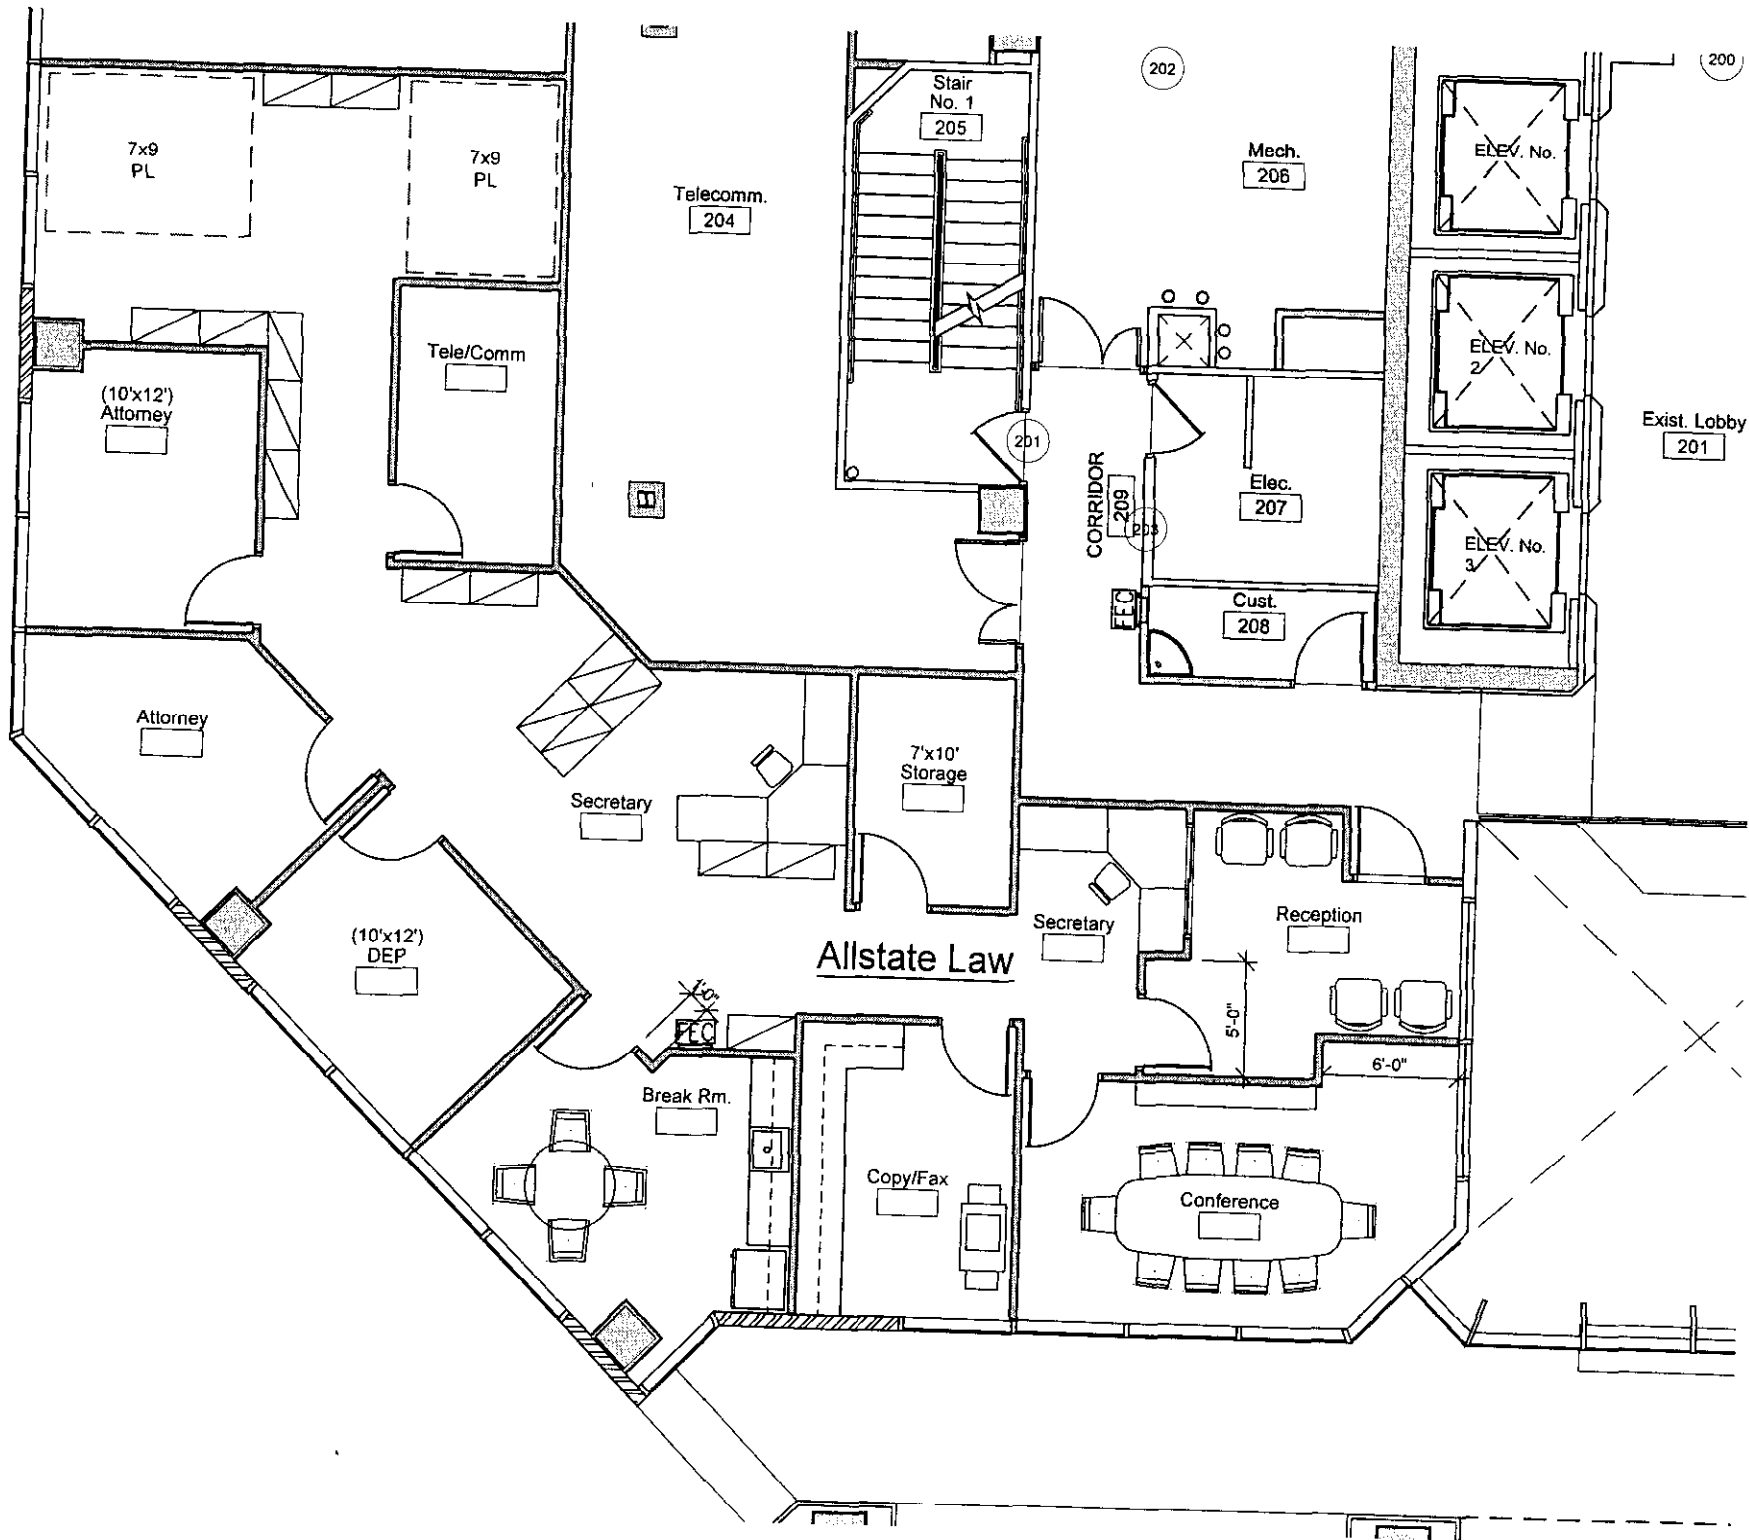 202
200
Stair
No. 1
205
7x9
PL
7x9
PL
Mech.
206
ELEV. No.
Telecomm.
204
Tele/Comm
ELEV. No.
2
(10'x12')
Attorney
Exist. Lobby
201
201
CORRIDOR
209
203
Elec.
207
ELEV. No.
3
FEC
Cust.
208
Attorney
7'x10'
Storage
Secretary
Secretary
Reception
(10'x12')
DEP
Allstate Law
1'-0"
FEC
5'-0"
6'-0"
Break Rm.
Copy/Fax
Conference